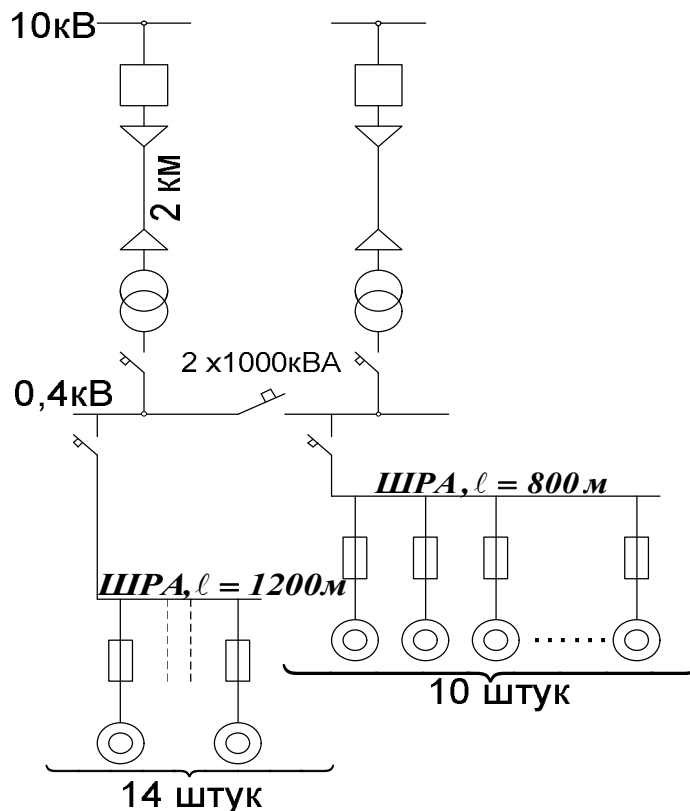 10кВ
2 км
2 х1000кВА
0,4кВ
ШРА, ℓ = 800 м
ШРА, ℓ = 1200м
10 штук
14 штук